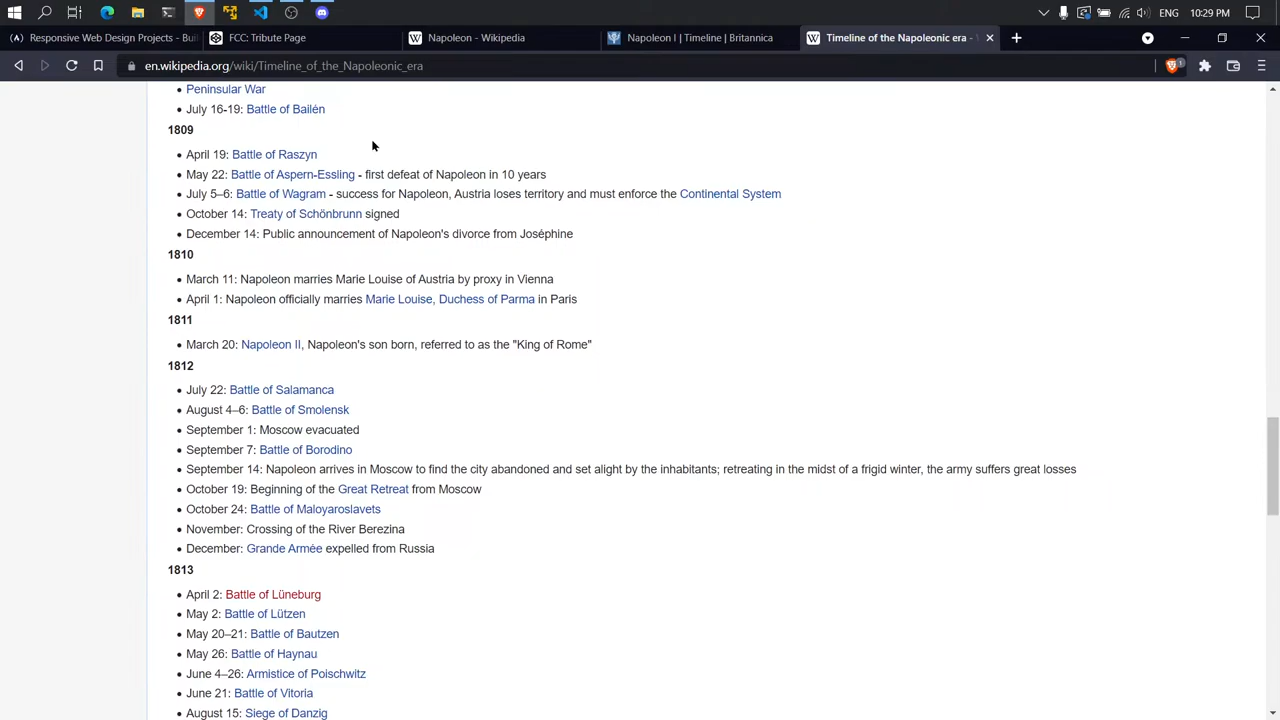 ENG 10:29 PM
Responsive Web Design Projects - Bui
FCC: Tribute Page
Napoleon - Wikipedia
Napoleon I | Timeline | Britannica
Timeline of the Napoleonic era -
en.wikipedia.org/wiki/Timeline_of_the_Napoleonic_era
1
Peninsular War
July 16-19: Battle of Bailén
1809
April 19: Battle of Raszyn
May 22: Battle of Aspern-Essling - first defeat of Napoleon in 10 years
July 5–6: Battle of Wagram - success for Napoleon, Austria loses territory and must enforce the Continental System
October 14: Treaty of Schönbrunn signed
December 14: Public announcement of Napoleon's divorce from Joséphine
1810
March 11: Napoleon marries Marie Louise of Austria by proxy in Vienna
April 1: Napoleon officially marries Marie Louise, Duchess of Parma in Paris
1811
March 20: Napoleon II, Napoleon's son born, referred to as the "King of Rome"
1812
July 22: Battle of Salamanca
August 4–6: Battle of Smolensk
September 1: Moscow evacuated
September 7: Battle of Borodino
September 14: Napoleon arrives in Moscow to find the city abandoned and set alight by the inhabitants; retreating in the midst of a frigid winter, the army suffers great losses
October 19: Beginning of the Great Retreat from Moscow
October 24: Battle of Maloyaroslavets
November: Crossing of the River Berezina
December: Grande Armée expelled from Russia
1813
April 2: Battle of Lüneburg
May 2: Battle of Lützen
May 20–21: Battle of Bautzen
May 26: Battle of Haynau
June 4–26: Armistice of Poischwitz
June 21: Battle of Vitoria
August 15: Siege of Danzig